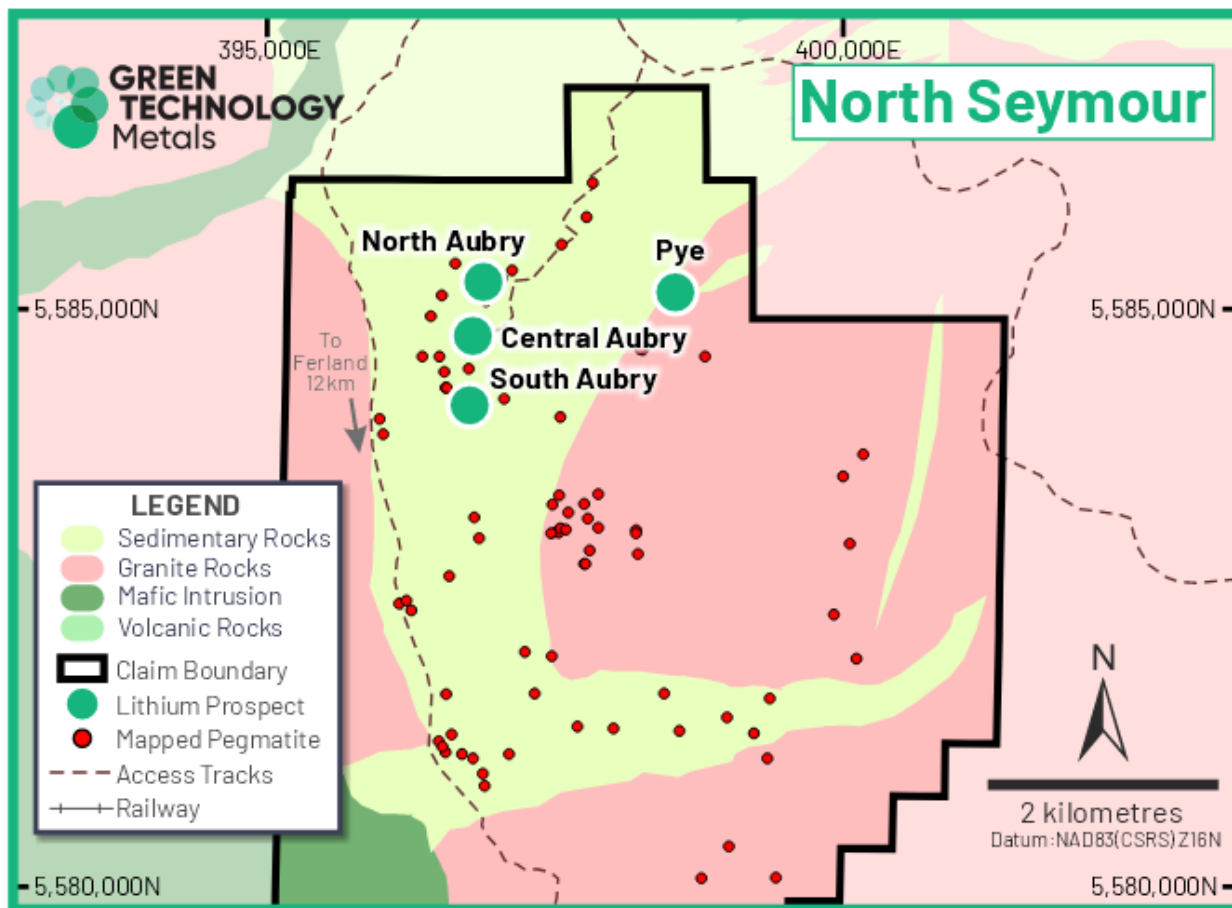 395,000E
400,000E
GREEN
TECHNOLOGY
Metals
North Seymour
North Aubry
Pye
5,585,000N
5,585,000N
Central Aubry
To
Ferland
12km
South Aubry
LEGEND
Sedimentary Rocks
Granite Rocks
Mafic Intrusion
Volcanic Rocks
Claim Boundary
Lithium Prospect
Mapped Pegmatite
Access Tracks
Railway
N
2 kilometres
Datum:NAD83(CSRS)Z16N
5,580,000N
5,580,000N